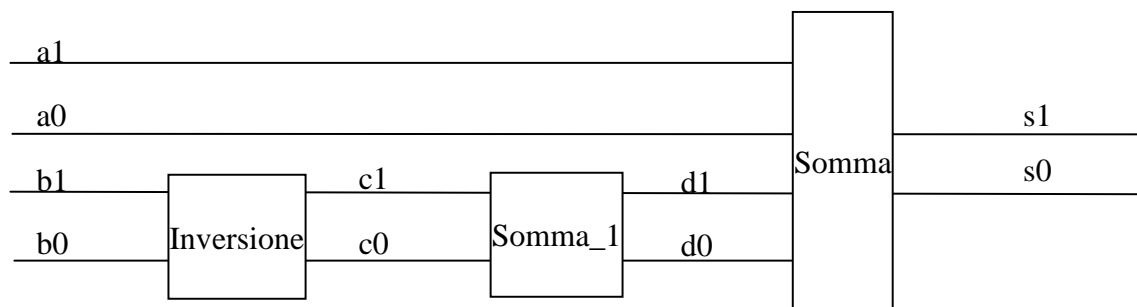 a1
a0 s1
Somma s0
b1 c1 d1
b0 Inversione c0 Somma_1 d0